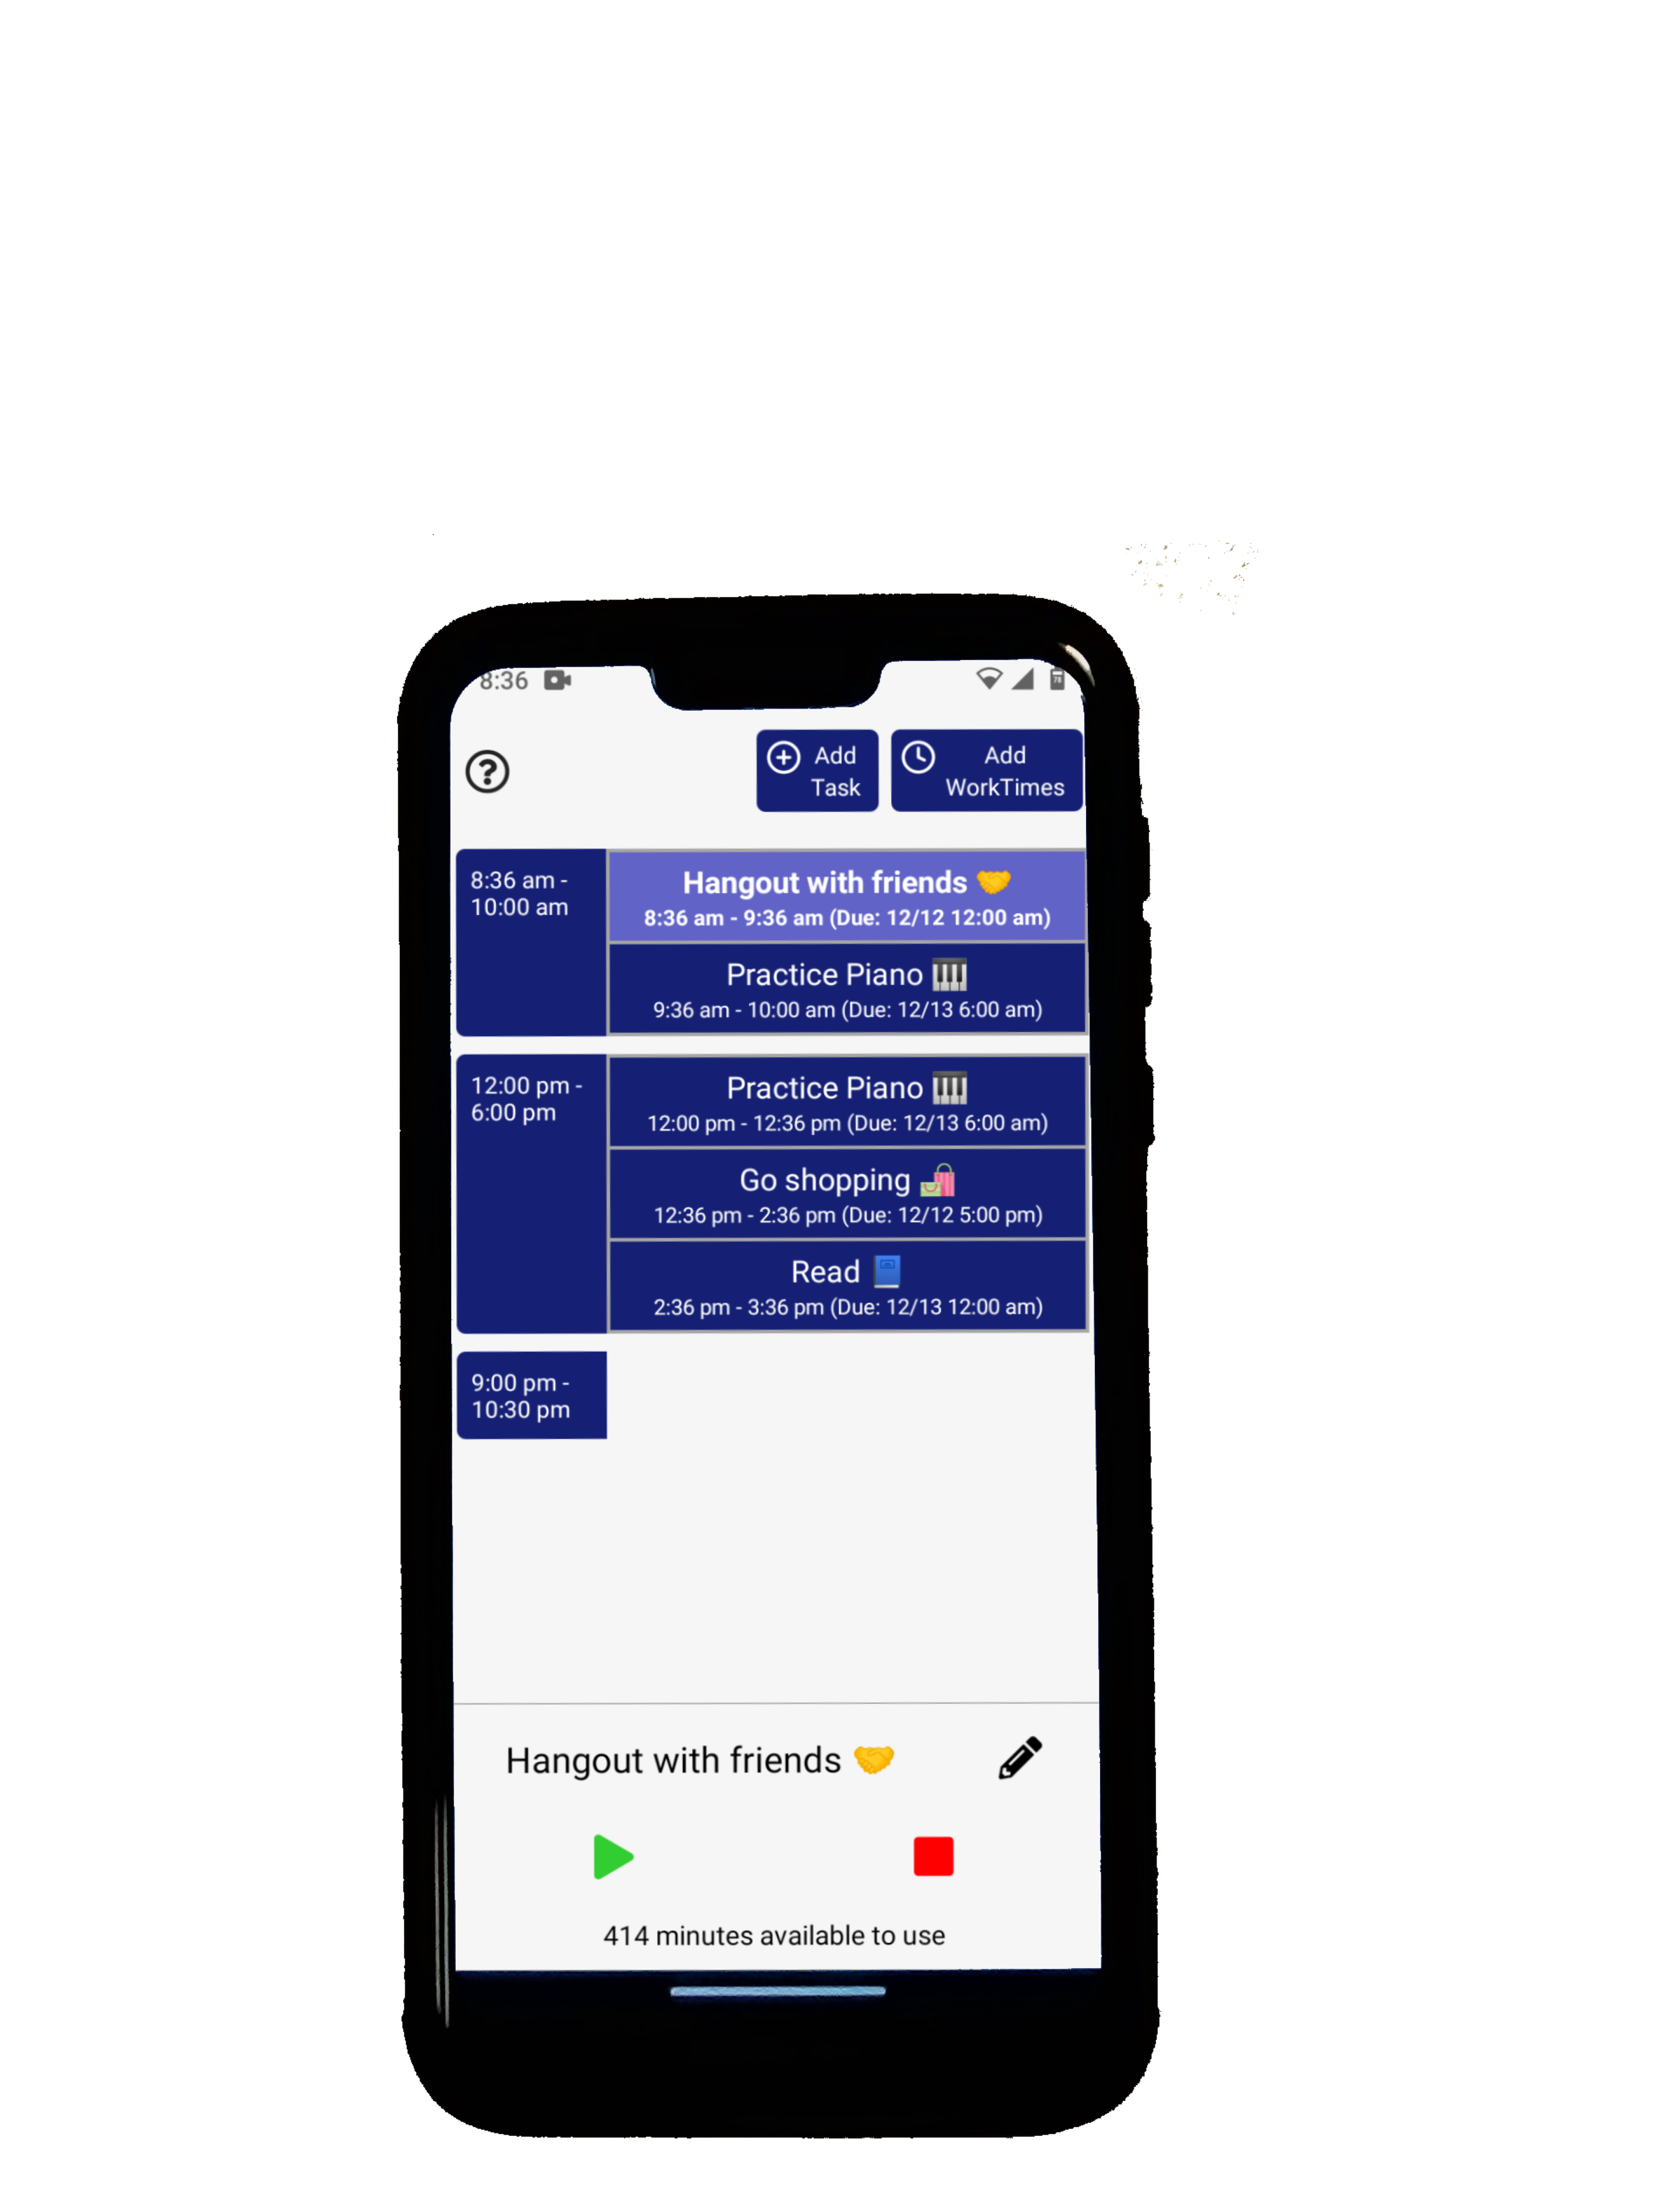 8:36
78
Add
Task
Add
WorkTimes
8:36 am -
10:00 am
Hangout with friends 🤝
8:36 am - 9:36 am (Due: 12/12 12:00 am)
Practice Piano 🎹
9:36 am - 10:00 am (Due: 12/13 6:00 am)
12:00 pm -
6:00 pm
Practice Piano 🎹
12:00 pm - 12:36 pm (Due: 12/13 6:00 am)
Go shopping 🛍️
12:36 pm - 2:36 pm (Due: 12/12 5:00 pm)
Read 📘
2:36 pm - 3:36 pm (Due: 12/13 12:00 am)
9:00 pm -
10:30 pm
Hangout with friends 🤝
414 minutes available to use